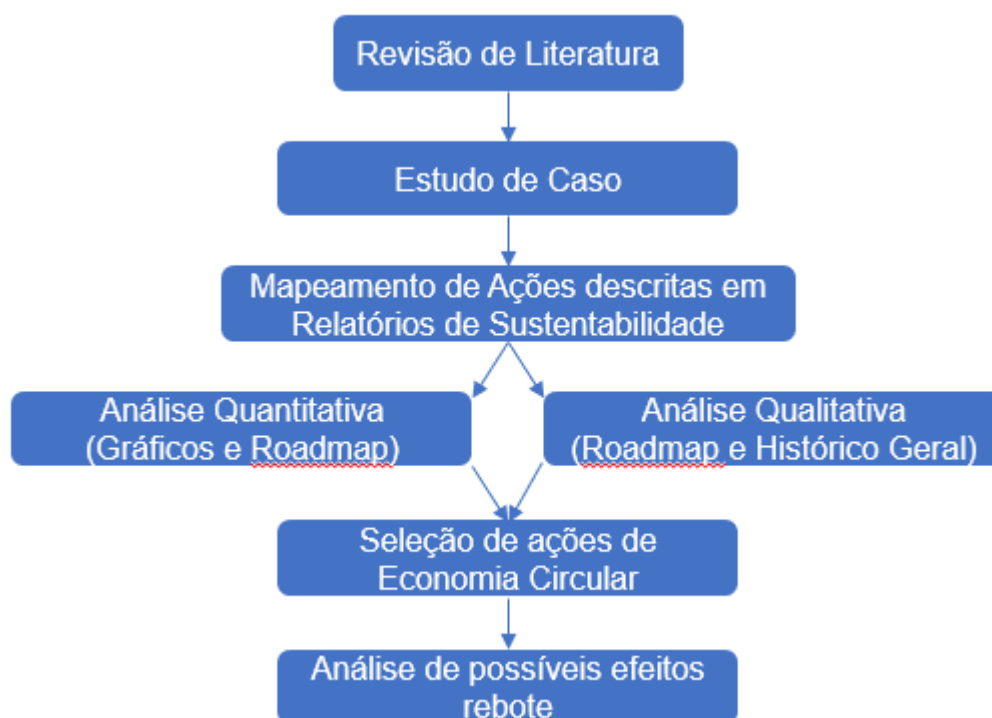 Revisão de Literatura
Estudo de Caso
Mapeamento de Ações descritas em
Relatórios de Sustentabilidade
Análise Quantitativa
(Gráficos e Roadmap)
Análise Qualitativa
(Roadmap e Histórico Geral)
Seleção de ações de
Economia Circular
Análise de possíveis efeitos
rebote